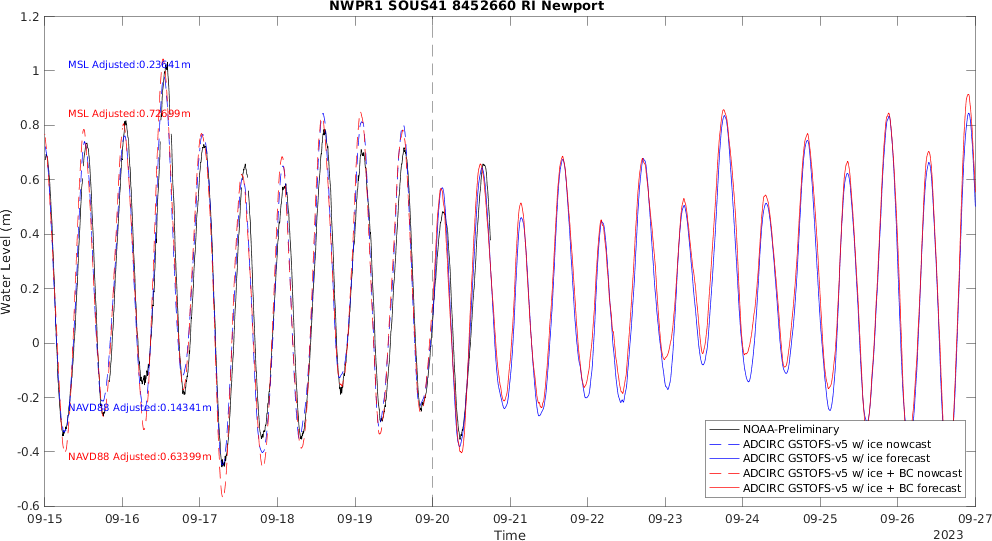 NWPR1 SOUS41 8452660 RI Newport
1.2
1
0.8
0.6
0.4
0.2
0
-0.2
-0.4
-0.6
Water Level (m)
MSL Adjusted:0.23641m
MSL Adjusted:0.72699m
NAVD88 Adjusted:0.14341m
NAVD88 Adjusted:0.63399m
NOAA-Preliminary
ADCIRC GSTOFS-v5 w/ ice nowcast
ADCIRC GSTOFS-v5 w/ ice forecast
ADCIRC GSTOFS-v5 w/ ice + BC nowcast
ADCIRC GSTOFS-v5 w/ ice + BC forecast
09-15 09-16 09-17 09-18 09-19 09-20 09-21 09-22 09-23 09-24 09-25 09-26 09-27
Time
2023